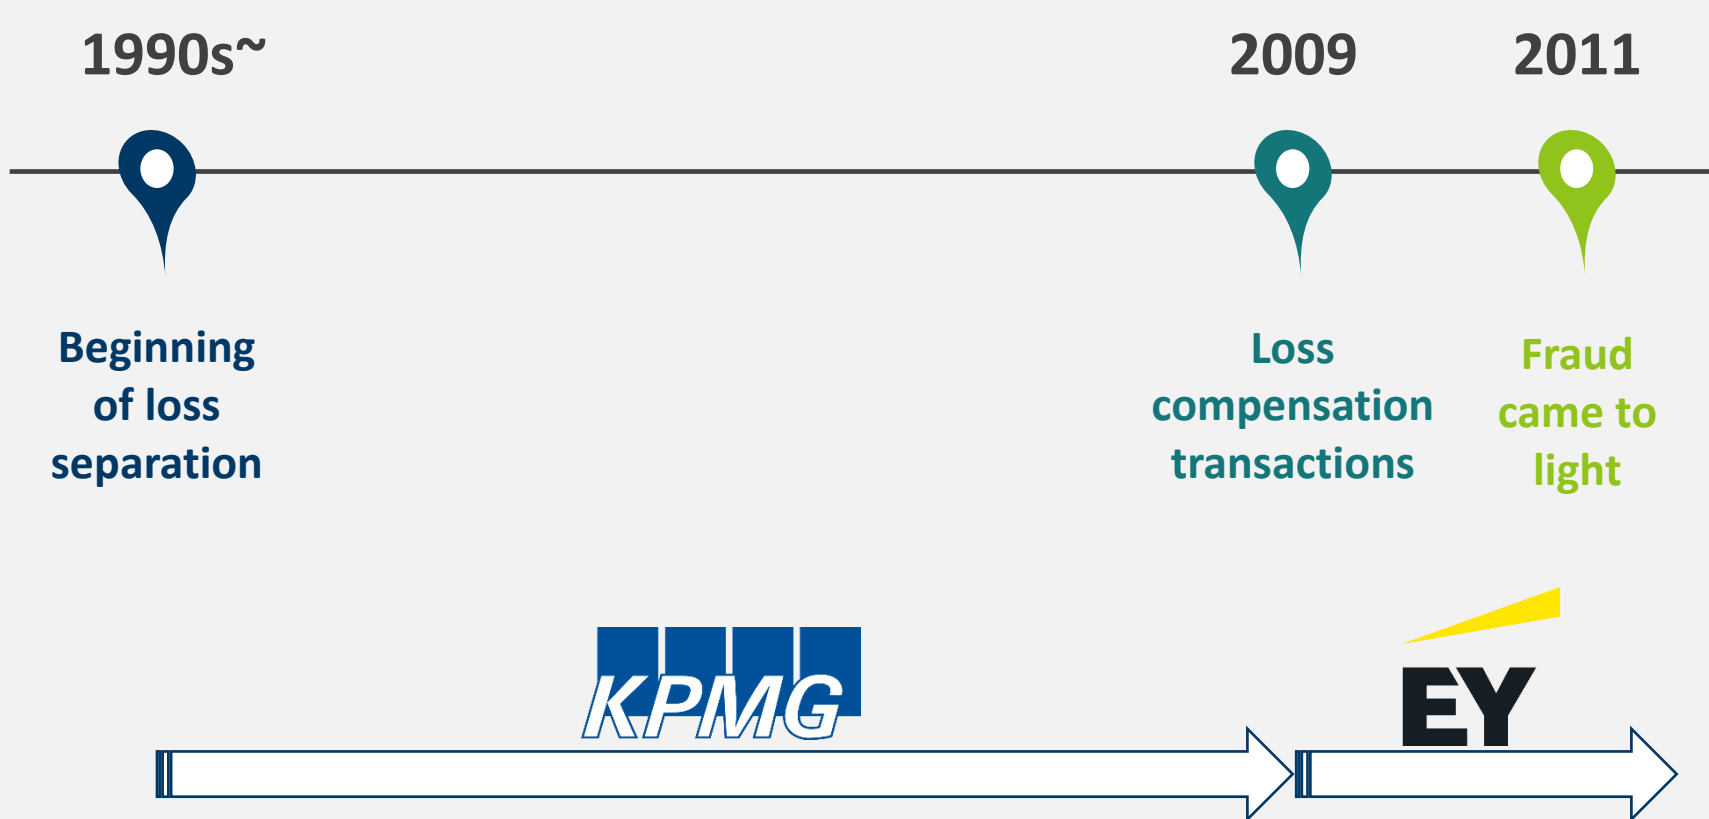 1990s~
2009
2011
Beginning
of loss
separation
Loss
compensation
transactions
Fraud
came to
light
KPMG
EY